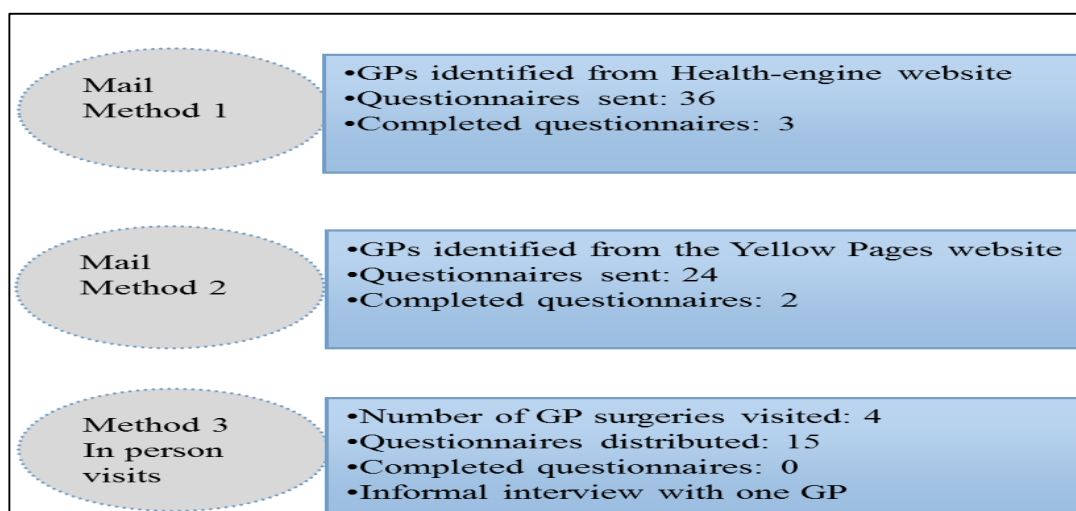 Mail
Method 1
•GPs identified from Health-engine website
•Questionnaires sent: 36
•Completed questionnaires: 3
Mail
Method 2
•GPs identified from the Yellow Pages website
•Questionnaires sent: 24
•Completed questionnaires: 2
Method 3
In person
visits
•Number of GP surgeries visited: 4
•Questionnaires distributed: 15
•Completed questionnaires: 0
•Informal interview with one GP